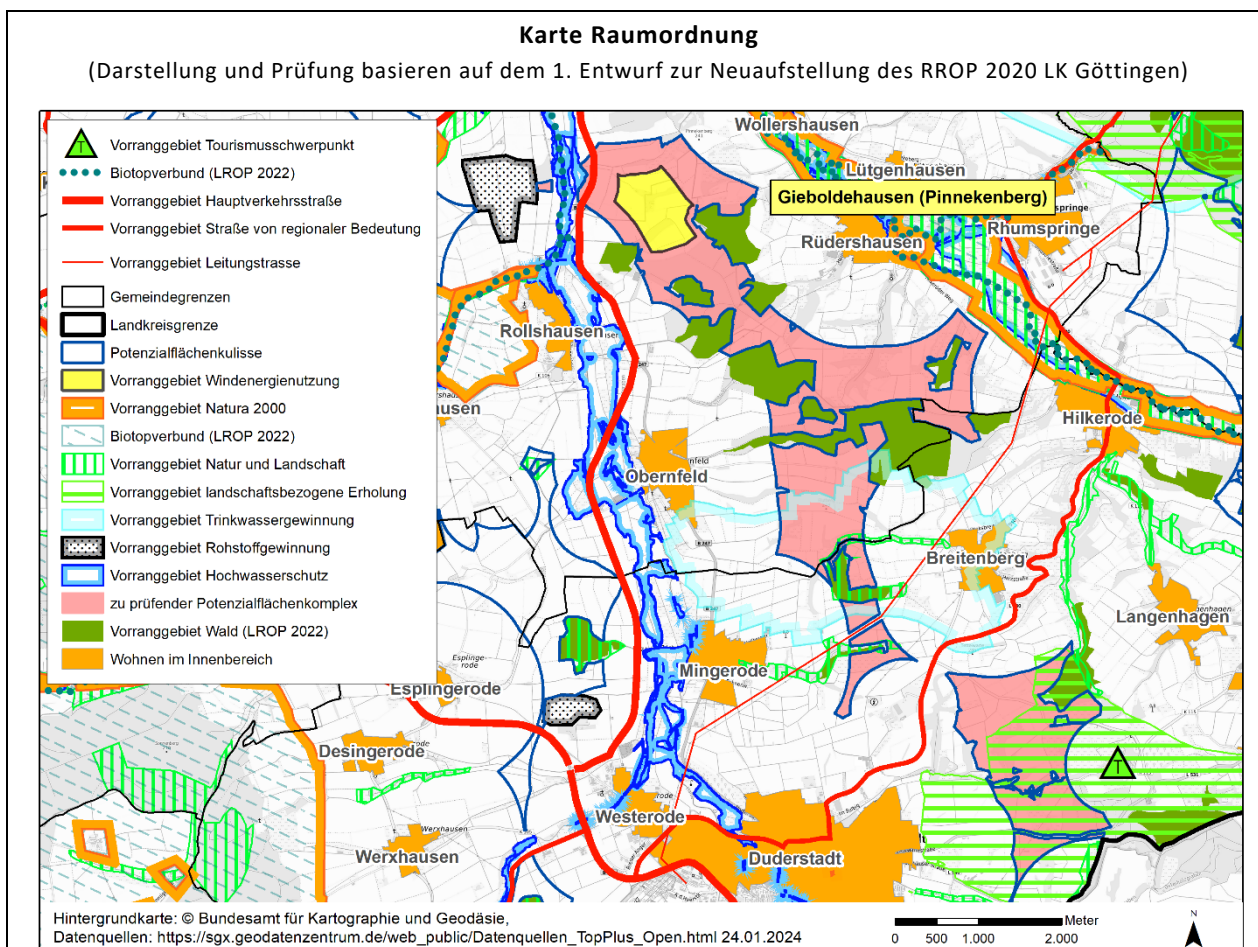 Karte Raumordnung
(Darstellung und Prüfung basieren auf dem 1. Entwurf zur Neuaufstellung des RROP 2020 LK Göttingen)
T Vorranggebiet Tourismusschwerpunkt
Biotopverbund (LROP 2022)
Vorranggebiet Hauptverkehrsstraße
Vorranggebiet Straße von regionaler Bedeutung
Vorranggebiet Leitungstrasse
Gemeindegrenzen
Landkreisgrenze
Potenzialflächenkulisse
Vorranggebiet Windenergienutzung
Vorranggebiet Natura 2000
Biotopverbund (LROP 2022)
Vorranggebiet Natur und Landschaft
Vorranggebiet landschaftsbezogene Erholung
Vorranggebiet Trinkwassergewinnung
Vorranggebiet Rohstoffgewinnung
Vorranggebiet Hochwasserschutz
zu prüfender Potenzialflächenkomplex
Vorranggebiet Wald (LROP 2022)
Wohnen im Innenbereich
Wollershausen
Lütgenhausen
Gieboldehausen (Pinnekenberg)
Rhumspringe
Rüdershausen
Rollshausen
hausen
Hilkerode
Obernfeld
Breitenberg
Langenhagen
Mingerode
Esplingerode
Desingerode
T
Westerode
Werxhausen
Duderstadt
Hintergrundkarte: © Bundesamt für Kartographie und Geodäsie,
Datenquellen: https://sgx.geodatenzentrum.de/web_public/Datenquellen_TopPlus_Open.html 24.01.2024
Meter
0 500 1.000 2.000
N